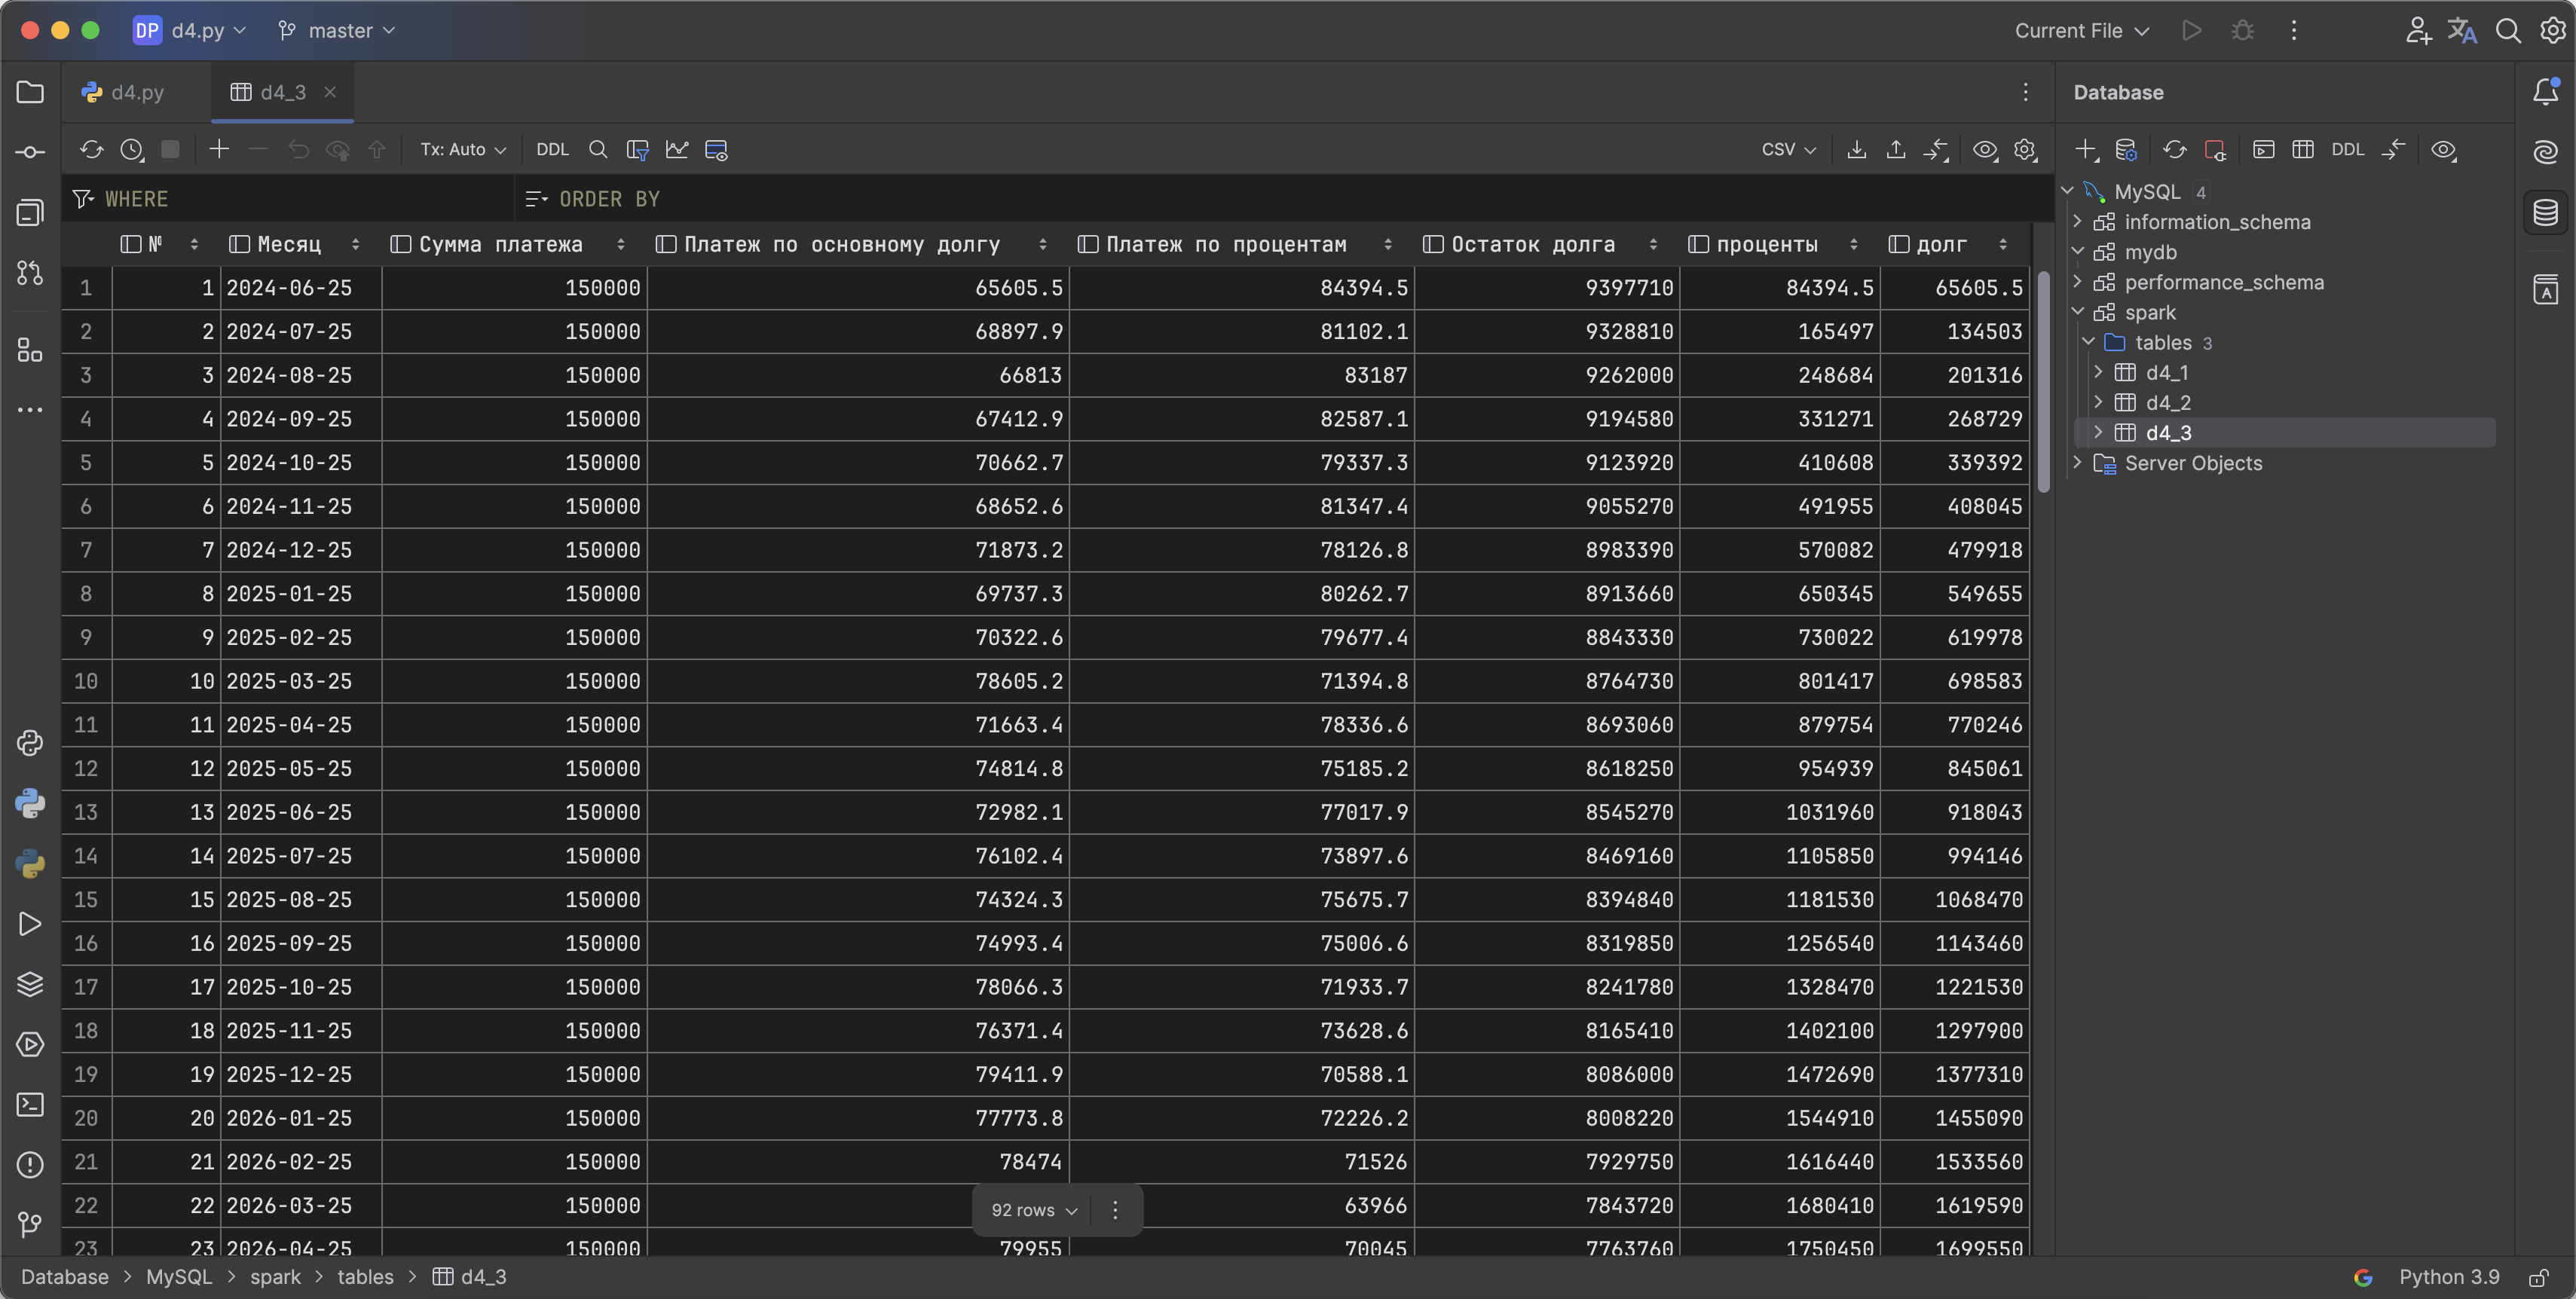 DP d4.py master Current File
d4.py d4_3 Database
Tx: Auto DDL CSV DDL
WHERE ORDER BY
MySQL 4
information_schema
mydb
performance_schema
spark
tables 3
d4_1
d4_2
d4_3
Server Objects
№ Месяц Сумма платежа Платеж по основному долгу Платеж по процентам Остаток долга проценты долг
1 1 2024-06-25 150000 65605.5 84394.5 9397710 84394.5 65605.5
2 2 2024-07-25 150000 68897.9 81102.1 9328810 165497 134503
3 3 2024-08-25 150000 66813 83187 9262000 248684 201316
4 4 2024-09-25 150000 67412.9 82587.1 9194580 331271 268729
5 5 2024-10-25 150000 70662.7 79337.3 9123920 410608 339392
6 6 2024-11-25 150000 68652.6 81347.4 9055270 491955 408045
7 7 2024-12-25 150000 71873.2 78126.8 8983390 570082 479918
8 8 2025-01-25 150000 69737.3 80262.7 8913660 650345 549655
9 9 2025-02-25 150000 70322.6 79677.4 8843330 730022 619978
10 10 2025-03-25 150000 78605.2 71394.8 8764730 801417 698583
11 11 2025-04-25 150000 71663.4 78336.6 8693060 879754 770246
12 12 2025-05-25 150000 74814.8 75185.2 8618250 954939 845061
13 13 2025-06-25 150000 72982.1 77017.9 8545270 1031960 918043
14 14 2025-07-25 150000 76102.4 73897.6 8469160 1105850 994146
15 15 2025-08-25 150000 74324.3 75675.7 8394840 1181530 1068470
16 16 2025-09-25 150000 74993.4 75006.6 8319850 1256540 1143460
17 17 2025-10-25 150000 78066.3 71933.7 8241780 1328470 1221530
18 18 2025-11-25 150000 76371.4 73628.6 8165410 1402100 1297900
19 19 2025-12-25 150000 79411.9 70588.1 8086000 1472690 1377310
20 20 2026-01-25 150000 77773.8 72226.2 8008220 1544910 1455090
21 21 2026-02-25 150000 78474 71526 7929750 1616440 1533560
22 22 2026-03-25 150000 63966 7843720 1680410 1619590
23 23 2026-04-25 150000 79955 70045 7763760 1750450 1699550
92 rows
Database > MySQL > spark > tables > d4_3 Python 3.9